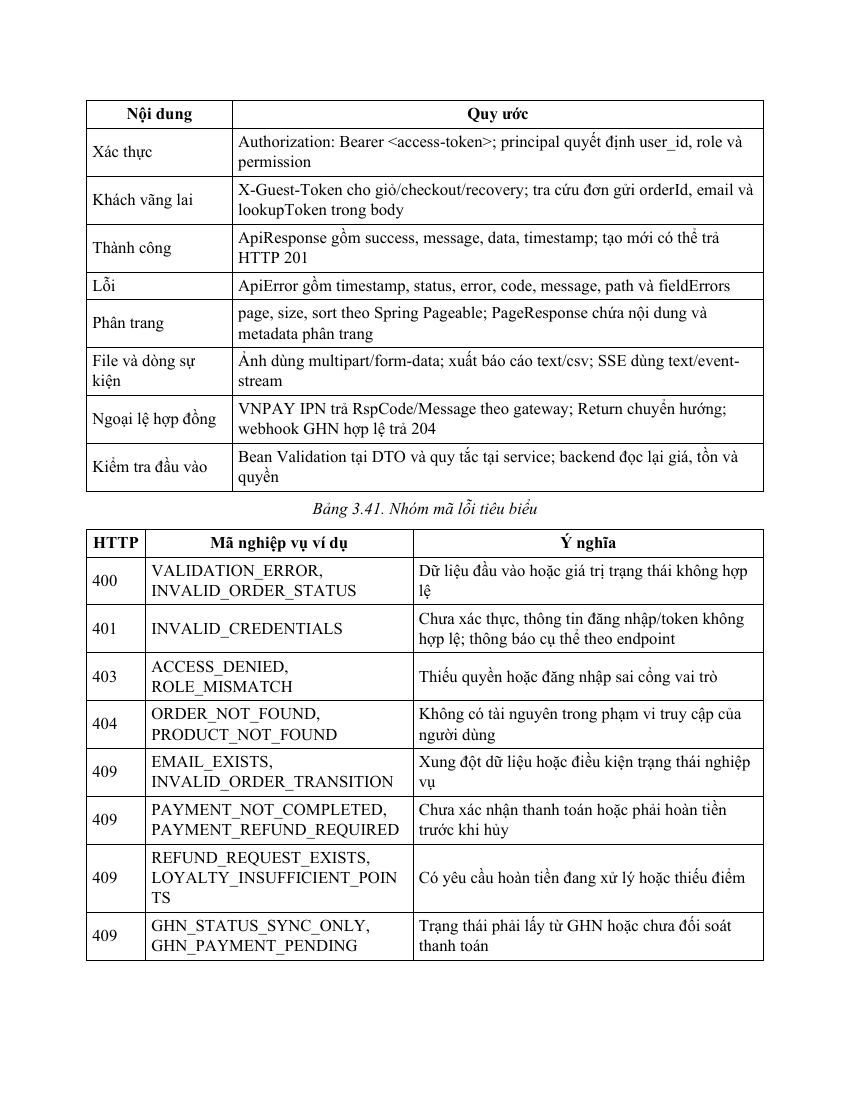 Nội dung
Quy ước
Xác thực
Authorization: Bearer <access-token>; principal quyết định user_id, role và
permission
Khách vãng lai
X-Guest-Token cho giỏ/checkout/recovery; tra cứu đơn gửi orderId, email và
lookupToken trong body
Thành công
ApiResponse gồm success, message, data, timestamp; tạo mới có thể trả
HTTP 201
Lỗi
ApiError gồm timestamp, status, error, code, message, path và fieldErrors
Phân trang
page, size, sort theo Spring Pageable; PageResponse chứa nội dung và
metadata phân trang
File và dòng sự
kiện
Ảnh dùng multipart/form-data; xuất báo cáo text/csv; SSE dùng text/event-
stream
Ngoại lệ hợp đồng
VNPAY IPN trả RspCode/Message theo gateway; Return chuyển hướng;
webhook GHN hợp lệ trả 204
Kiểm tra đầu vào
Bean Validation tại DTO và quy tắc tại service; backend đọc lại giá, tồn và
quyền
Bảng 3.41. Nhóm mã lỗi tiêu biểu
HTTP
Mã nghiệp vụ ví dụ
Ý nghĩa
400
VALIDATION_ERROR,
INVALID_ORDER_STATUS
Dữ liệu đầu vào hoặc giá trị trạng thái không hợp
lệ
401
INVALID_CREDENTIALS
Chưa xác thực, thông tin đăng nhập/token không
hợp lệ; thông báo cụ thể theo endpoint
403
ACCESS_DENIED,
ROLE_MISMATCH
Thiếu quyền hoặc đăng nhập sai cổng vai trò
404
ORDER_NOT_FOUND,
PRODUCT_NOT_FOUND
Không có tài nguyên trong phạm vi truy cập của
người dùng
409
EMAIL_EXISTS,
INVALID_ORDER_TRANSITION
Xung đột dữ liệu hoặc điều kiện trạng thái nghiệp
vụ
409
PAYMENT_NOT_COMPLETED,
PAYMENT_REFUND_REQUIRED
Chưa xác nhận thanh toán hoặc phải hoàn tiền
trước khi hủy
409
REFUND_REQUEST_EXISTS,
LOYALTY_INSUFFICIENT_POIN
TS
Có yêu cầu hoàn tiền đang xử lý hoặc thiếu điểm
409
GHN_STATUS_SYNC_ONLY,
GHN_PAYMENT_PENDING
Trạng thái phải lấy từ GHN hoặc chưa đối soát
thanh toán